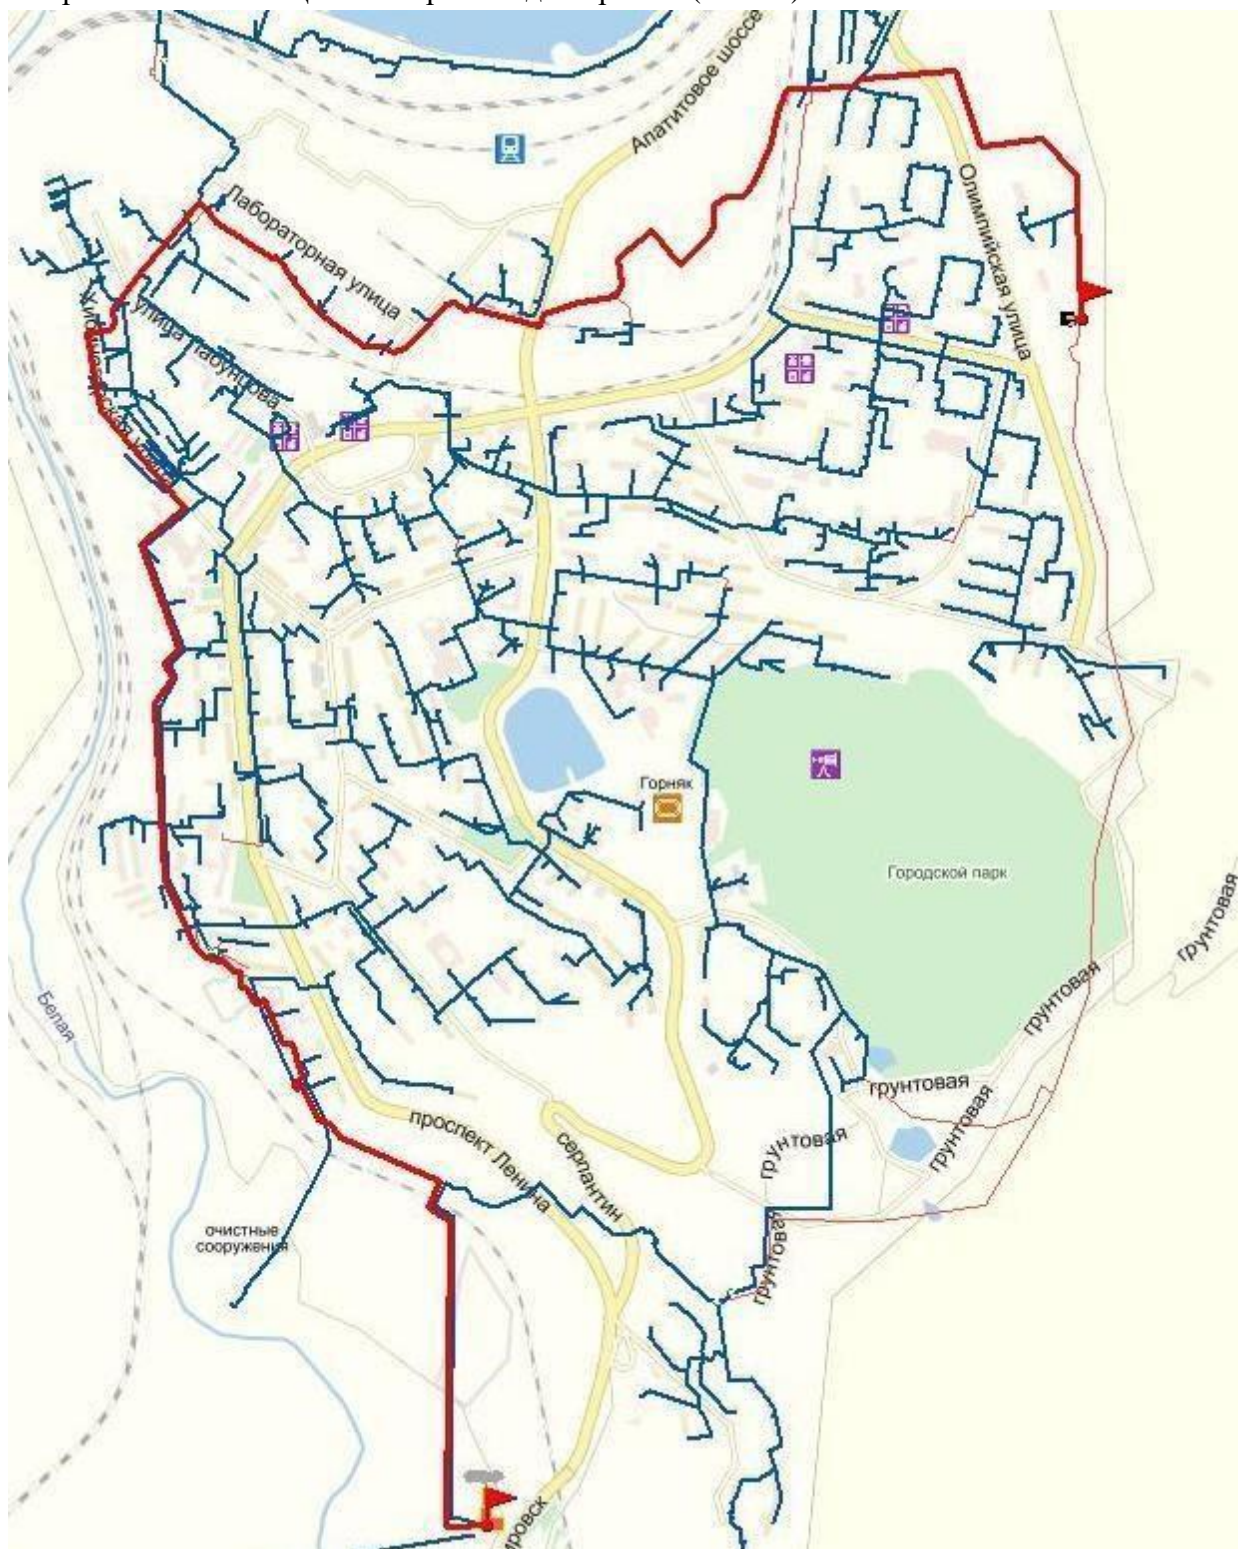 Апатитовое шоссе
Лабораторная улица
Олимпийская улица
улица Лабунцова
Горняк
Городской парк
грунтовая
грунтовая
Белая
грунтовая
грунтовая
проспект Ленина
серпантин
грунтовая
очистные
сооружения
грунтовая
ировск